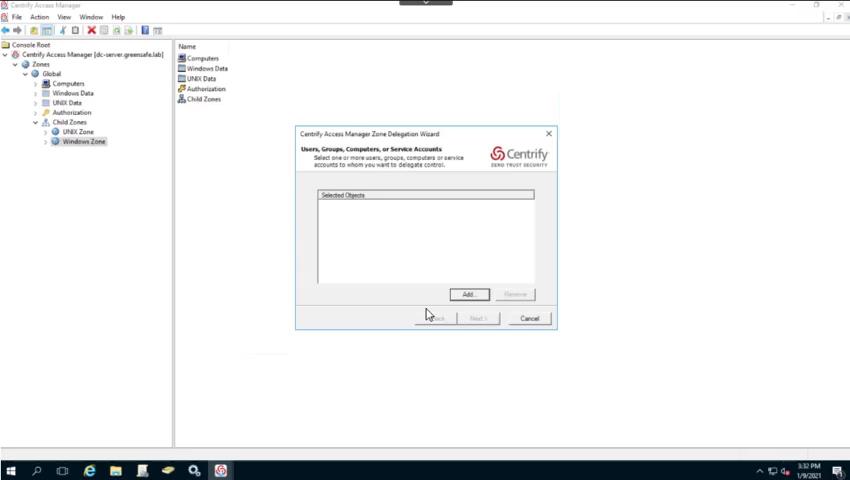 Centrify Access Manager
File Action View Window Help
Console Root
Centrify Access Manager [dc-server.greensafe.lab]
Zones
Global
Computers
Windows Data
UNIX Data
Authorization
Child Zones
UNIX Zone
Windows Zone
Name
Computers
Windows Data
UNIX Data
Authorization
Child Zones
Centrify Access Manager Zone Delegation Wizard
Users, Groups, Computers, or Service Accounts
Select one or more users, groups, computers or service
accounts to whom you want to delegate control.
Centrify
ZERO TRUST SECURITY
Selected Objects
Add...
Remove
Next >
Cancel
3:32 PM
1/9/2021